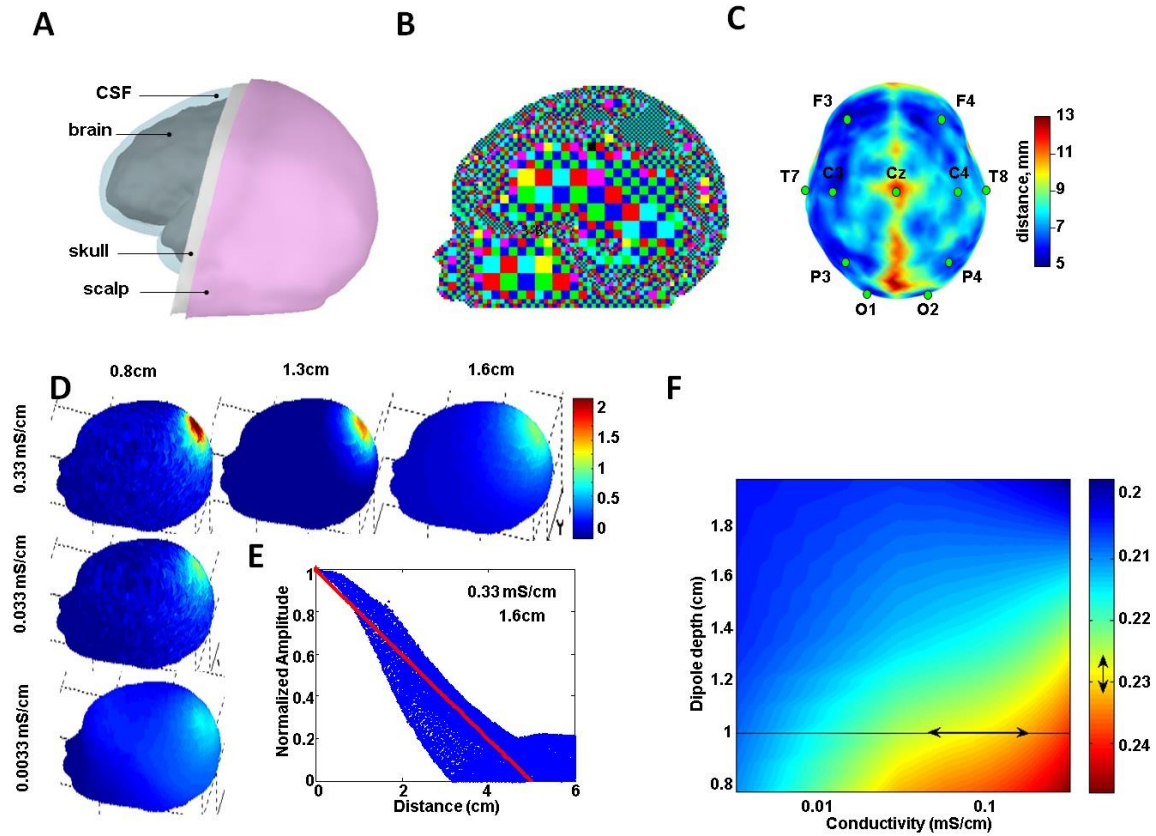 A
CSF
brain
skull
scalp
B
C
F3 F4
T7 C3 Cz C4 T8
P3 P4
O1 O2
13
11
9
7
5
distance, mm
D
0.8cm 1.3cm 1.6cm
0.33 mS/cm
0.033 mS/cm
0.0033 mS/cm
2
1.5
1
0.5
0
Y
E
0.33 mS/cm
1.6cm
Normalized Amplitude
1
0.8
0.6
0.4
0.2
0
0 2 4 6
Distance (cm)
F
Dipole depth (cm)
1.8
1.6
1.4
1.2
1
0.8
0.01 0.1
Conductivity (mS/cm)
0.2
0.21
0.22
0.23
0.24